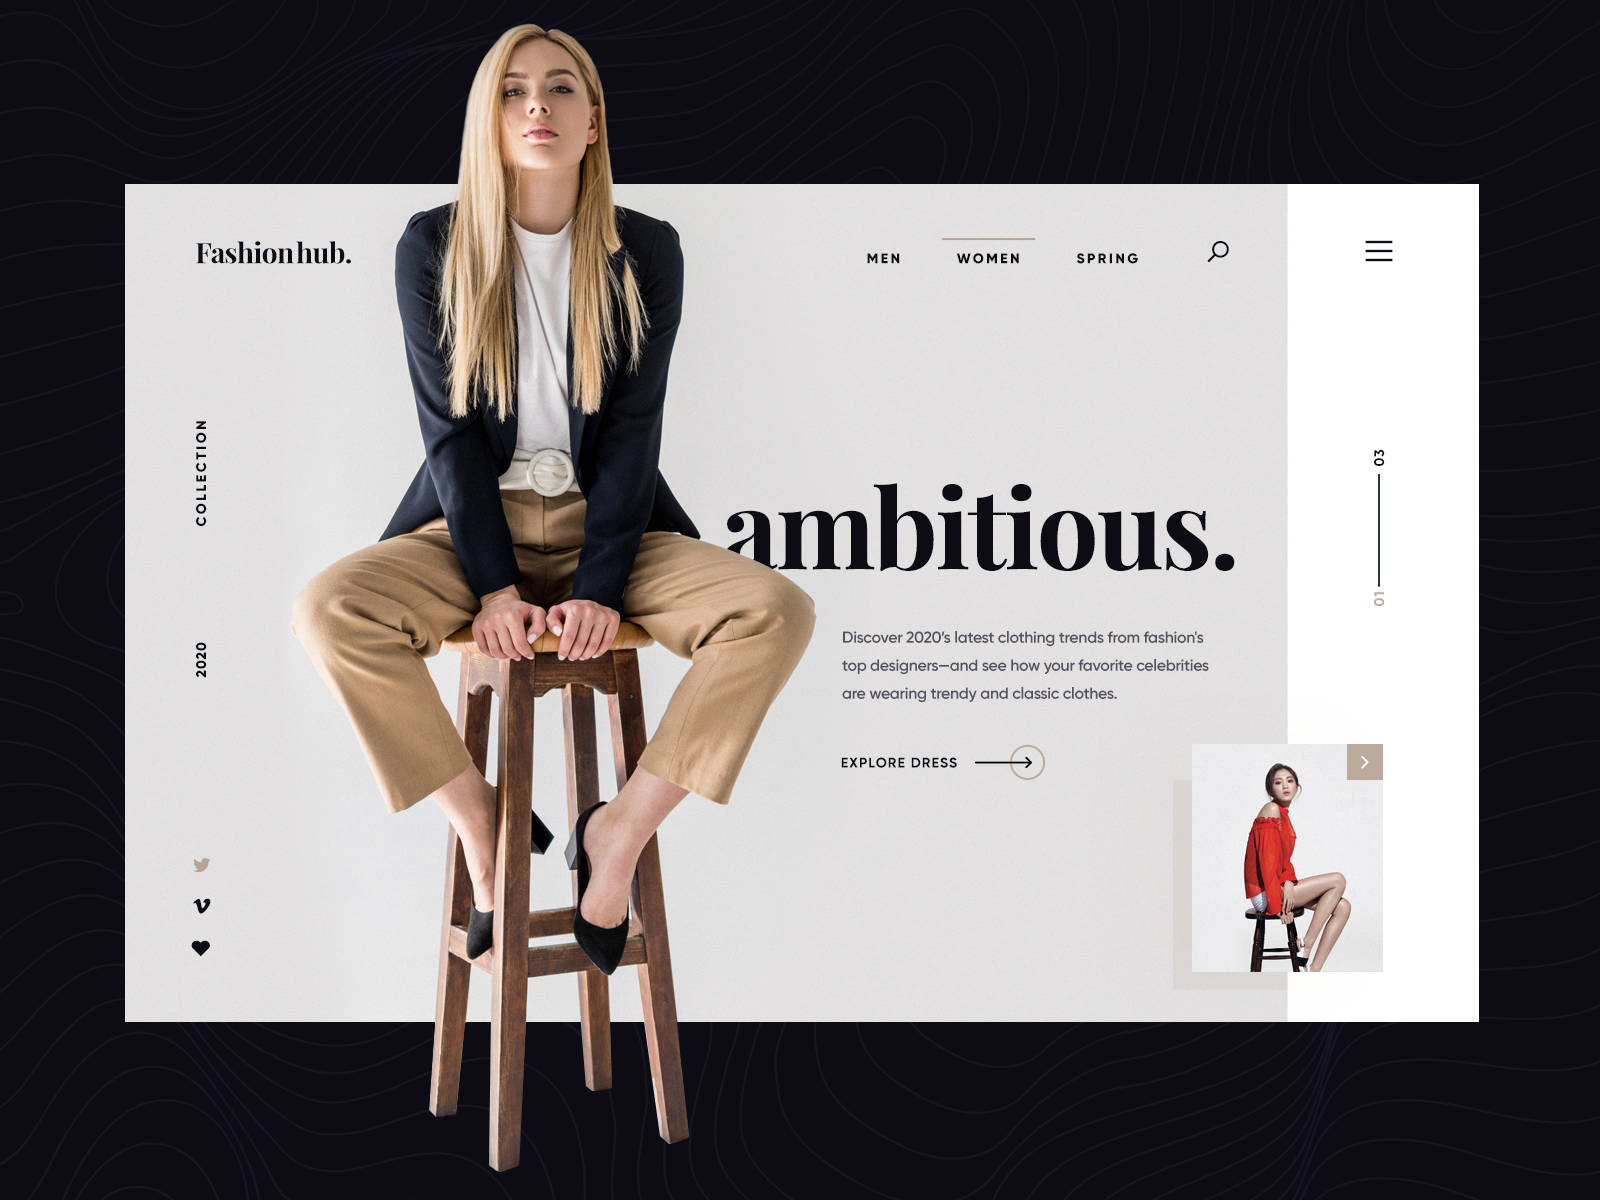 Fashionhub.
MEN
WOMEN
SPRING
COLLECTION
2020
ambitious.
Discover 2020's latest clothing trends from fashion's
top designers—and see how your favorite celebrities
are wearing trendy and classic clothes.
EXPLORE DRESS
03
01